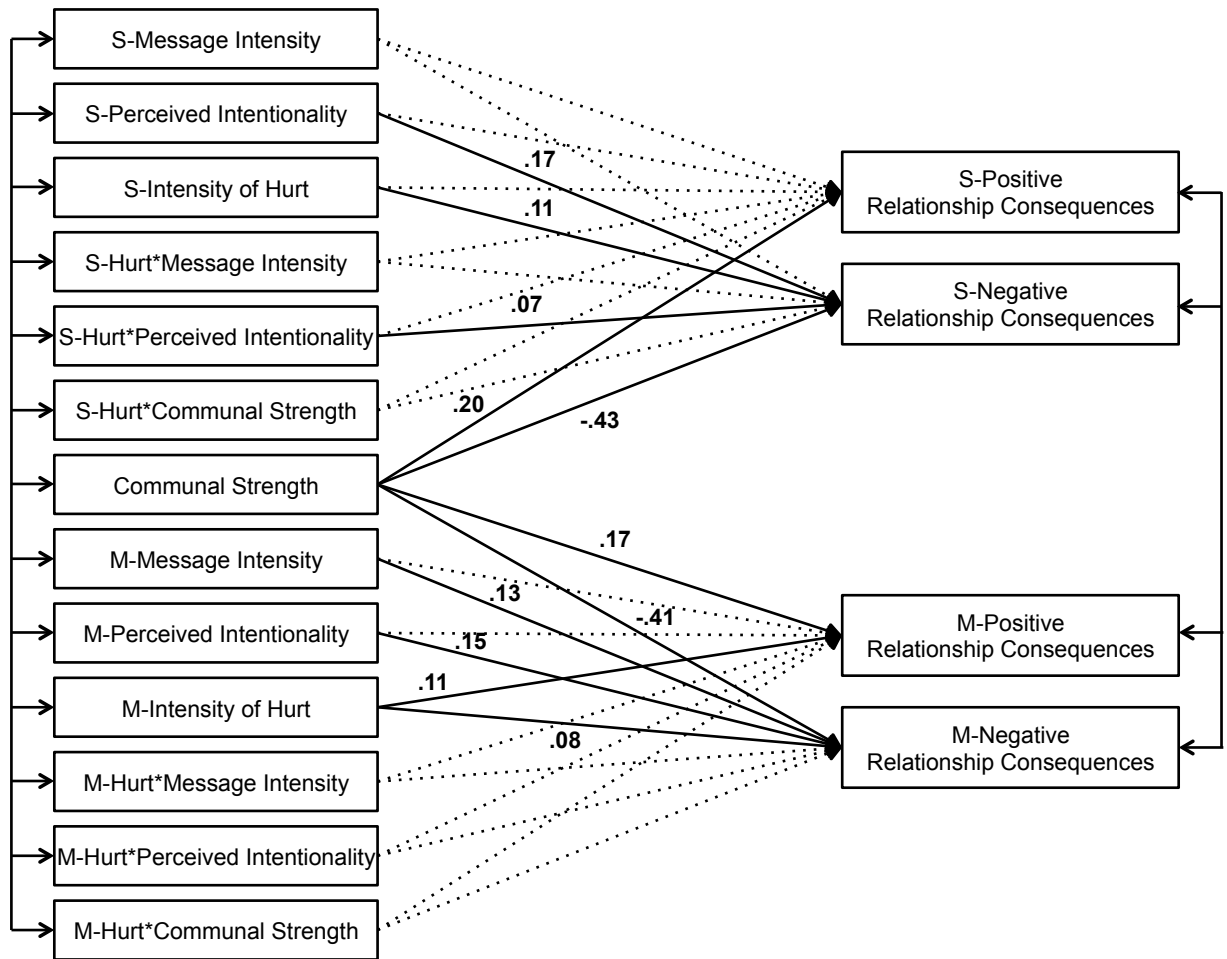 S-Message Intensity
S-Perceived Intentionality
S-Intensity of Hurt
S-Hurt*Message Intensity
S-Hurt*Perceived Intentionality
S-Hurt*Communal Strength
Communal Strength
M-Message Intensity
M-Perceived Intentionality
M-Intensity of Hurt
M-Hurt*Message Intensity
M-Hurt*Perceived Intentionality
M-Hurt*Communal Strength
.17
.11
.07
.20
-.43
.17
.13
-.41
.15
.11
.08
S-Positive
Relationship Consequences
S-Negative
Relationship Consequences
M-Positive
Relationship Consequences
M-Negative
Relationship Consequences